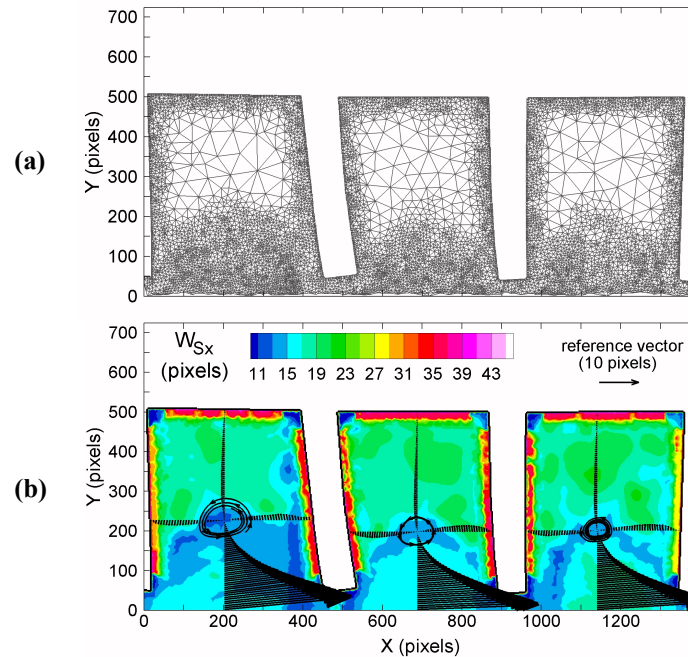 700
600
500
400
300
200
100
0
Y (pixels)
(a)
W_Sx
(pixels)
11 15 19 23 27 31 35 39 43
reference vector
(10 pixels)
700
600
500
400
300
200
100
0
Y (pixels)
(b)
0 200 400 600 800 1000 1200
X (pixels)